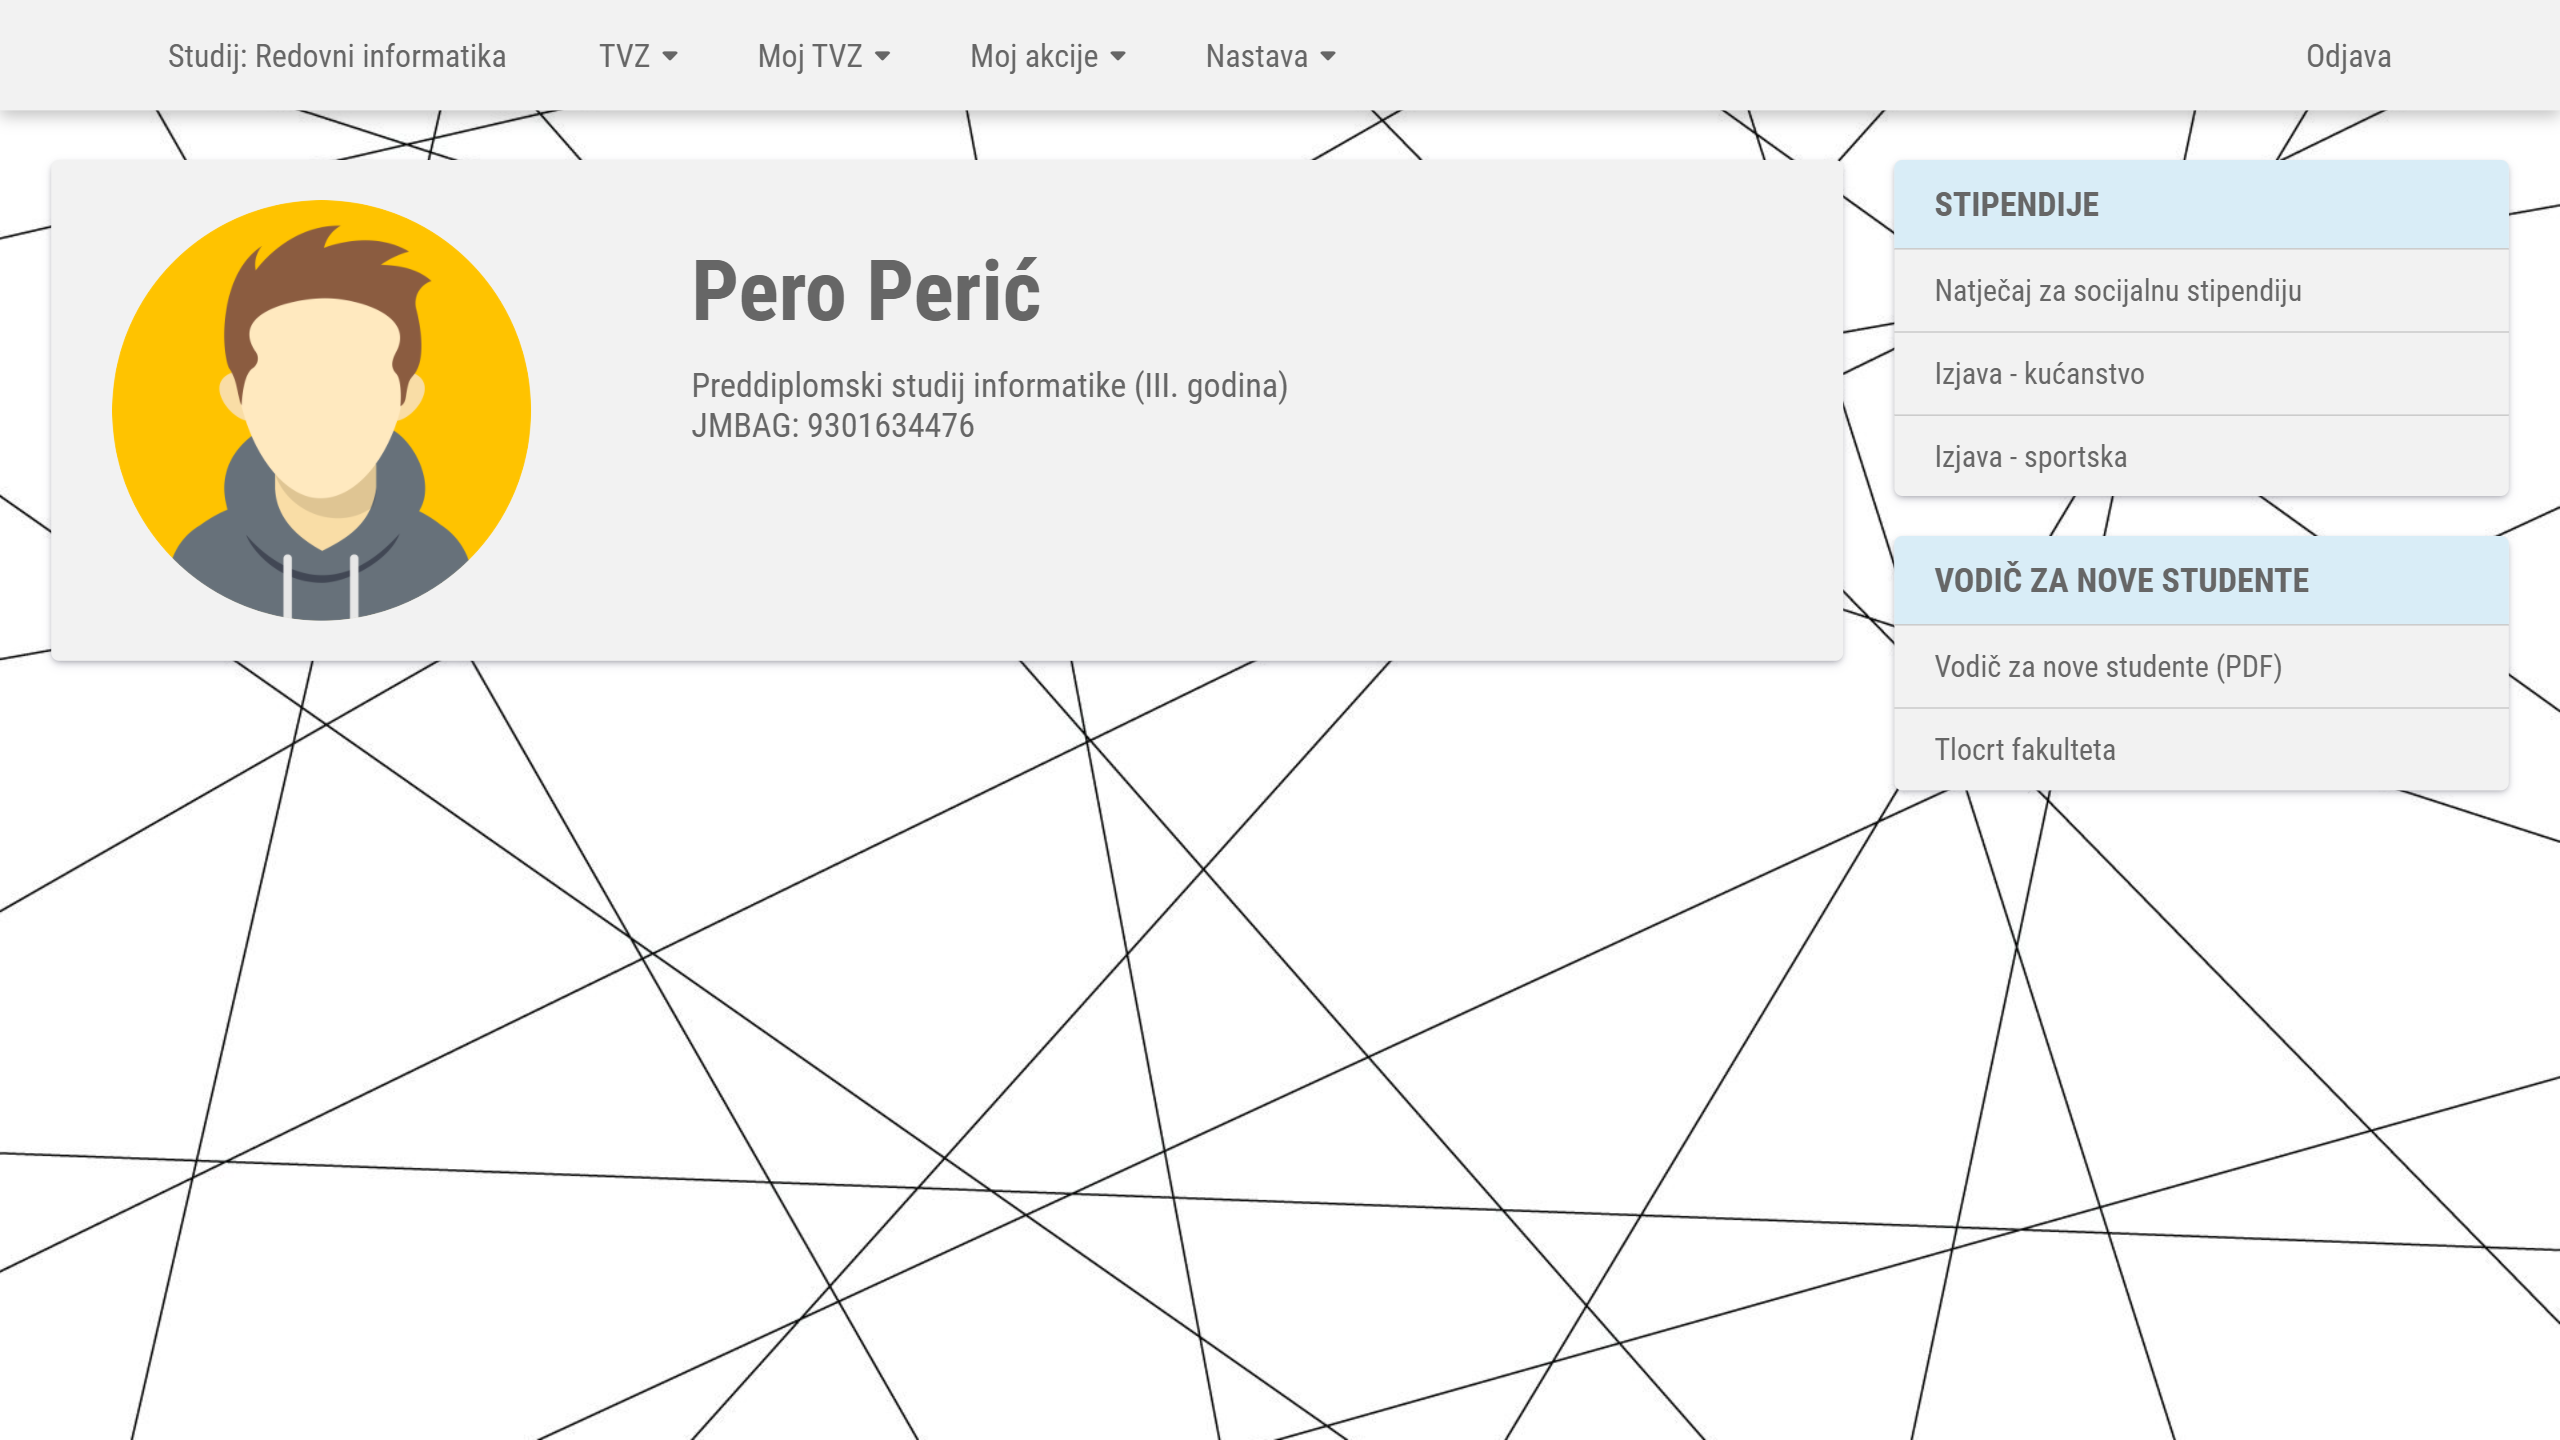 Studij: Redovni informatika TVZ Moj TVZ Moj akcije Nastava Odjava
Pero Perić
Preddiplomski studij informatike (III. godina)
JMBAG: 9301634476
STIPENDIJE
Natječaj za socijalnu stipendiju
Izjava - kućanstvo
Izjava - sportska
VODIČ ZA NOVE STUDENTE
Vodič za nove studente (PDF)
Tlocrt fakulteta